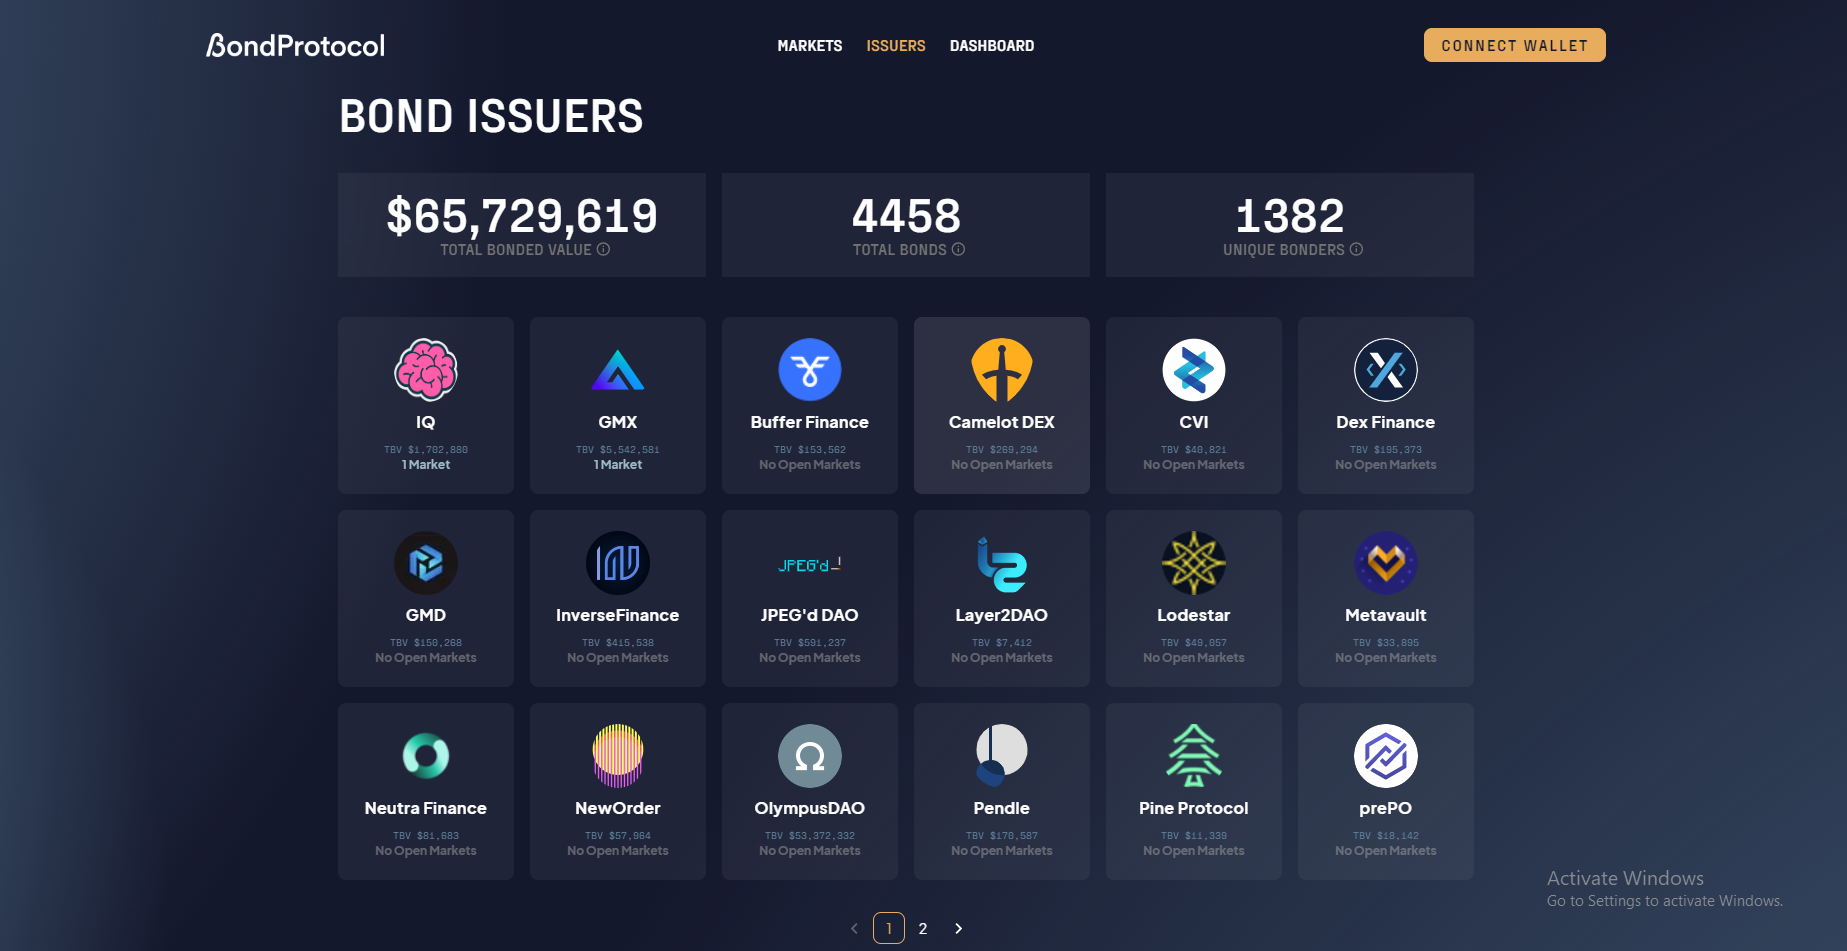 BondProtocol
MARKETS ISSUERS DASHBOARD
CONNECT WALLET
BOND ISSUERS
$65,729,619
TOTAL BONDED VALUE
4458
TOTAL BONDS
1382
UNIQUE BONDERS
IQ
TBV $1,702,880
1 Market
GMX
TBV $5,542,581
1 Market
Buffer Finance
TBV $153,562
No Open Markets
Camelot DEX
TBV $269,294
No Open Markets
CVI
TBV $40,821
No Open Markets
Dex Finance
TBV $195,373
No Open Markets
GMD
TBV $150,268
No Open Markets
InverseFinance
TBV $415,538
No Open Markets
JPEG'd
JPEG'd DAO
TBV $591,237
No Open Markets
Layer2DAO
TBV $7,412
No Open Markets
Lodestar
TBV $49,057
No Open Markets
Metavault
TBV $33,895
No Open Markets
Neutra Finance
TBV $81,683
No Open Markets
NewOrder
TBV $57,964
No Open Markets
Ω
OlympusDAO
TBV $53,372,332
No Open Markets
Pendle
TBV $170,587
No Open Markets
Pine Protocol
TBV $11,339
No Open Markets
prePO
TBV $18,142
No Open Markets
Activate Windows
Go to Settings to activate Windows.
1 2